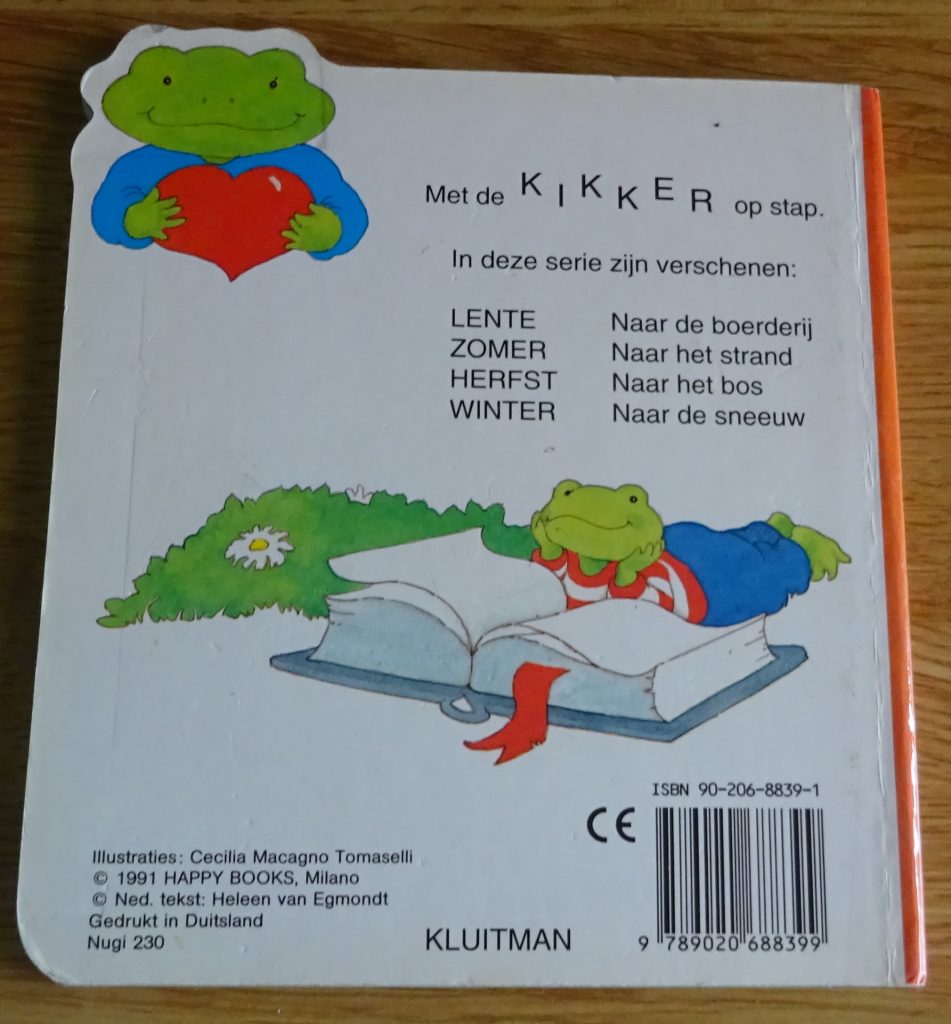 Met de KIKKER op stap.
In deze serie zijn verschenen:
LENTE Naar de boerderij
ZOMER Naar het strand
HERFST Naar het bos
WINTER Naar de sneeuw
ISBN 90-206-8839-1
CE
Illustraties: Cecilia Macagno Tomaselli
© 1991 HAPPY BOOKS, Milano
© Ned. tekst: Heleen van Egmondt
Gedrukt in Duitsland
Nugi 230
KLUITMAN
9 789020 688399